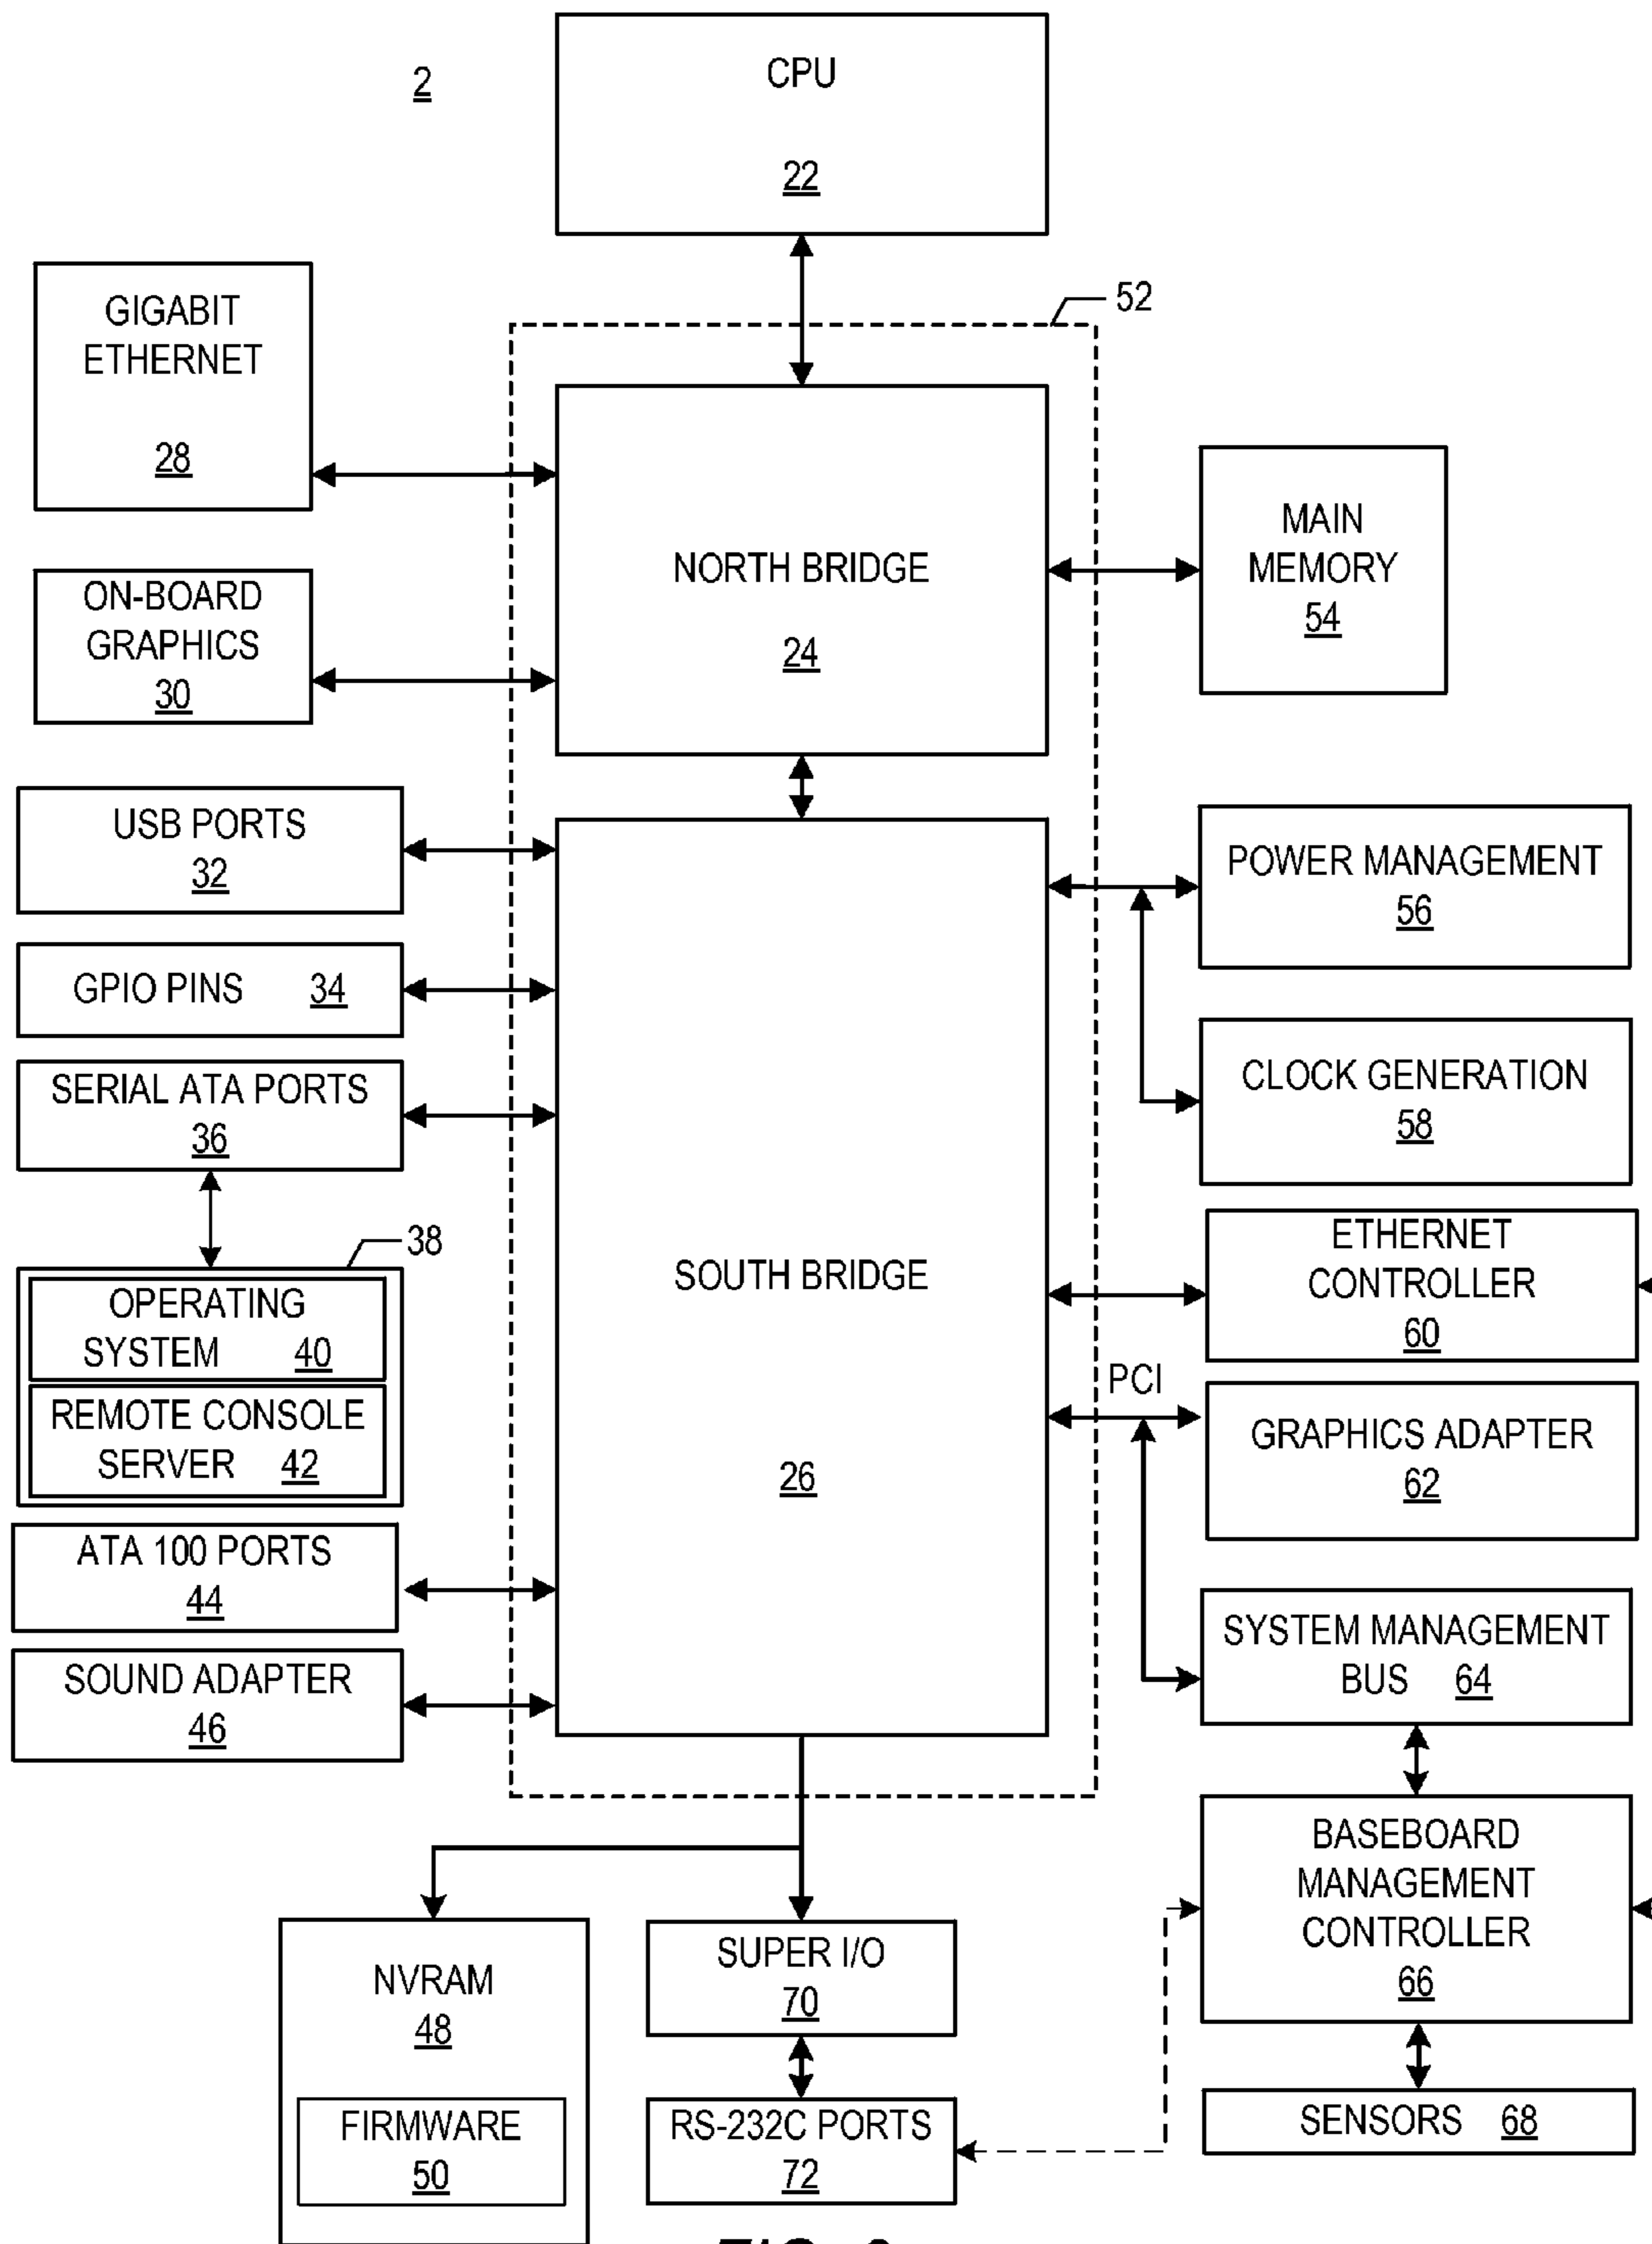 2
CPU
22
52
GIGABIT
ETHERNET
28
NORTH BRIDGE
24
MAIN
MEMORY
54
ON-BOARD
GRAPHICS
30
USB PORTS
32
POWER MANAGEMENT
56
GPIO PINS 34
SERIAL ATA PORTS
36
CLOCK GENERATION
58
38
OPERATING
SYSTEM 40
REMOTE CONSOLE
SERVER 42
SOUTH BRIDGE
26
ETHERNET
CONTROLLER
60
PCI
GRAPHICS ADAPTER
62
ATA 100 PORTS
44
SOUND ADAPTER
46
SYSTEM MANAGEMENT
BUS 64
BASEBOARD
MANAGEMENT
CONTROLLER
66
NVRAM
48
FIRMWARE
50
SUPER I/O
70
RS-232C PORTS
72
SENSORS 68